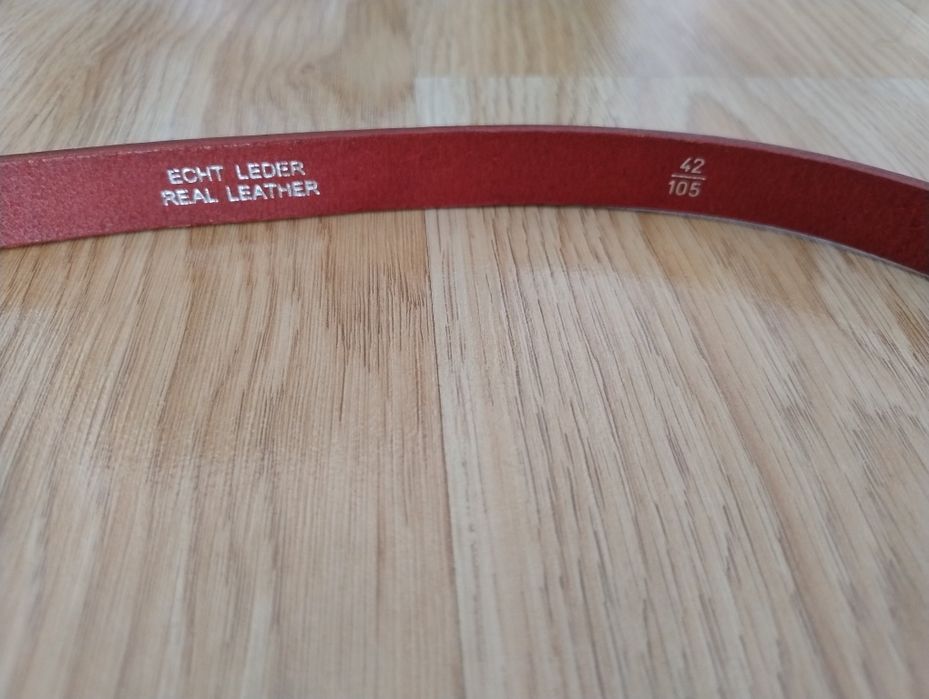 ECHT LEDER
REAL LEATHER
42
105